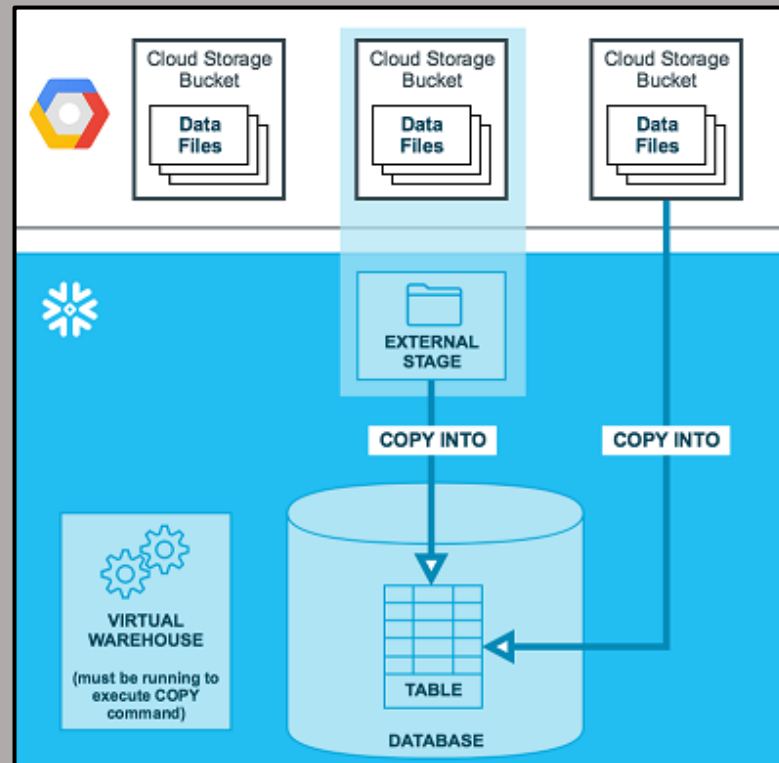 Cloud Storage
Bucket
Data
Files
Cloud Storage
Bucket
Data
Files
Cloud Storage
Bucket
Data
Files
EXTERNAL
STAGE
COPY INTO
COPY INTO
VIRTUAL
WAREHOUSE
(must be running to
execute COPY
command)
TABLE
DATABASE